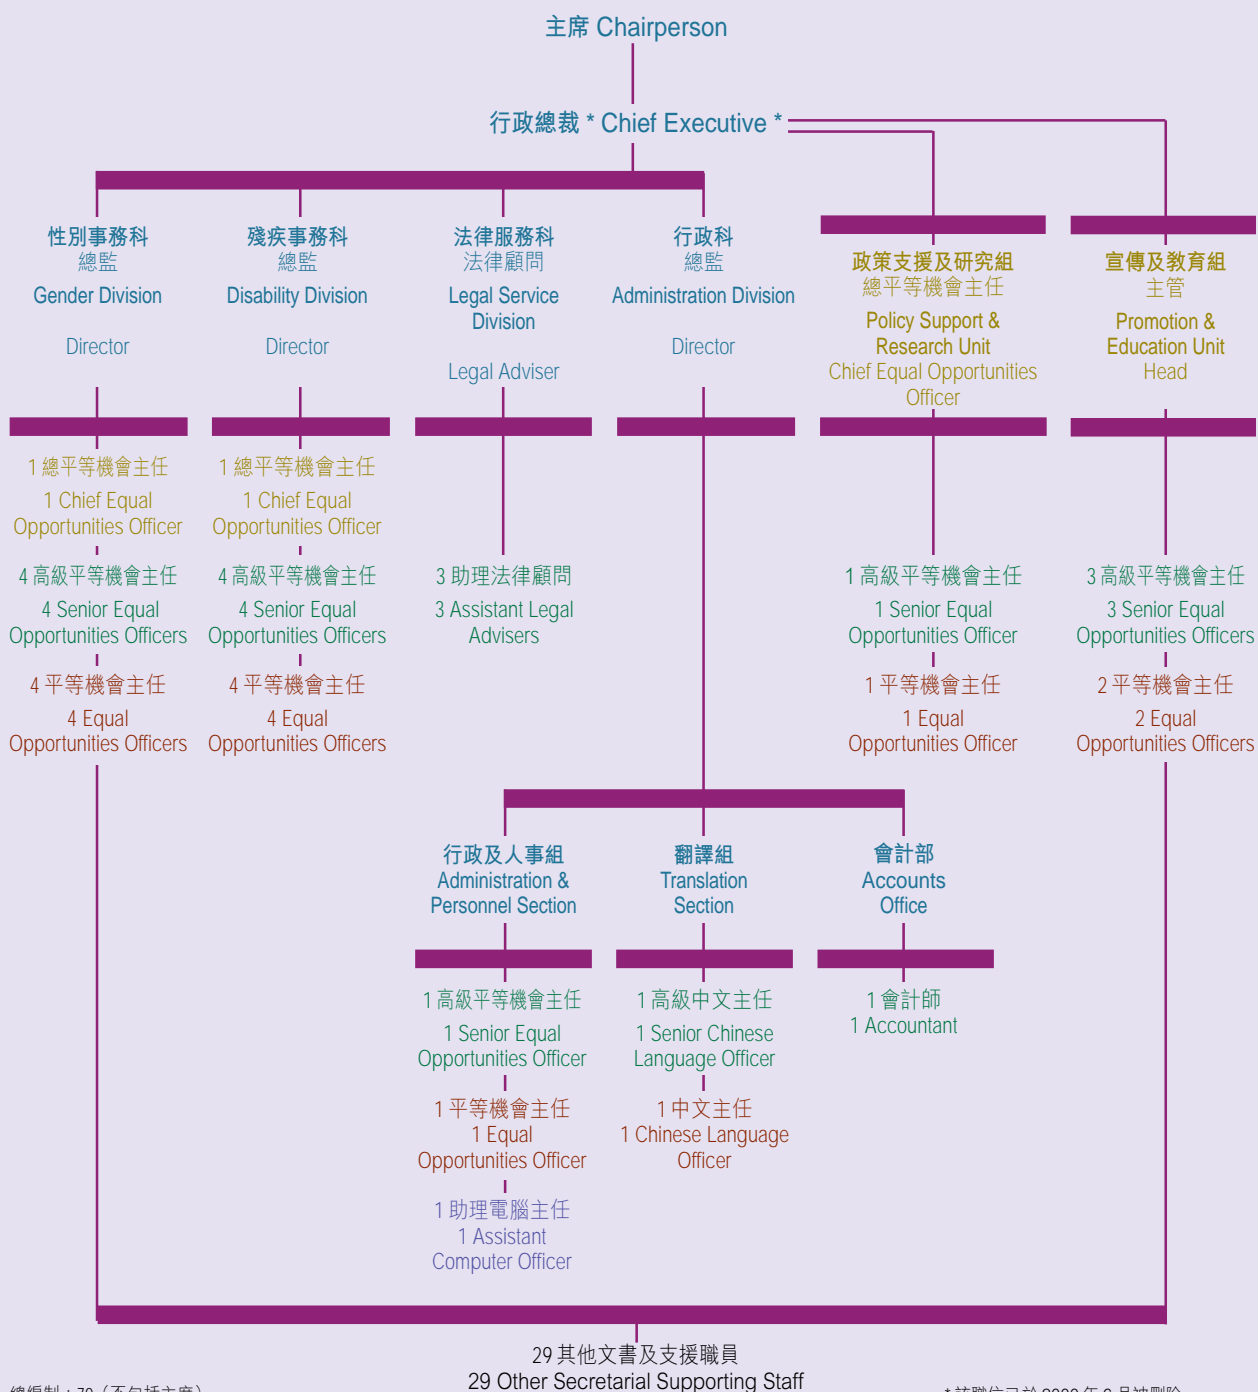 主席 Chairperson
行政總裁 * Chief Executive *
性別事務科
總監
Gender Division
Director
殘疾事務科
總監
Disability Division
Director
法律服務科
法律顧問
Legal Service
Division
Legal Adviser
行政科
總監
Administration Division
Director
政策支援及研究組
總平等機會主任
Policy Support &
Research Unit
Chief Equal Opportunities
Officer
宣傳及教育組
主管
Promotion &
Education Unit
Head
1 總平等機會主任
1 Chief Equal
Opportunities Officer
4 高級平等機會主任
4 Senior Equal
Opportunities Officers
4 平等機會主任
4 Equal
Opportunities Officers
1 總平等機會主任
1 Chief Equal
Opportunities Officer
4 高級平等機會主任
4 Senior Equal
Opportunities Officers
4 平等機會主任
4 Equal
Opportunities Officers
3 助理法律顧問
3 Assistant Legal
Advisers
1 高級平等機會主任
1 Senior Equal
Opportunities Officer
1 平等機會主任
1 Equal
Opportunities Officer
3 高級平等機會主任
3 Senior Equal
Opportunities Officers
2 平等機會主任
2 Equal
Opportunities Officers
行政及人事組
Administration &
Personnel Section
1 高級平等機會主任
1 Senior Equal
Opportunities Officer
1 平等機會主任
1 Equal
Opportunities Officer
1 助理電腦主任
1 Assistant
Computer Officer
翻譯組
Translation
Section
1 高級中文主任
1 Senior Chinese
Language Officer
1 中文主任
1 Chinese Language
Officer
會計部
Accounts
Office
1 會計師
1 Accountant
29 其他文書及支援職員
29 Other Secretarial Supporting Staff